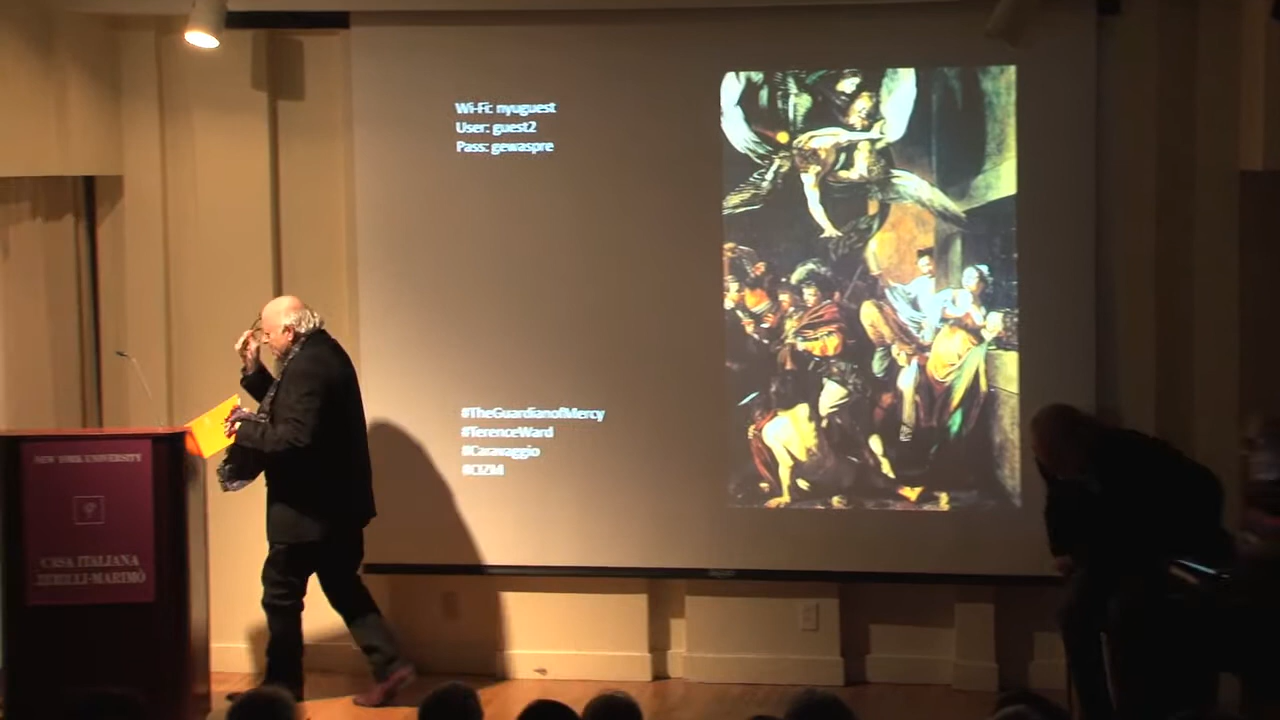 Wi-Fi: nyuguest
User: guest2
Pass: gewaspre
#TheGuardianofMercy
#TerenceWard
#Caravaggio
#CIZM
NEW YORK UNIVERSITY
CASA ITALIANA
ZERILLI-MARIMÒ